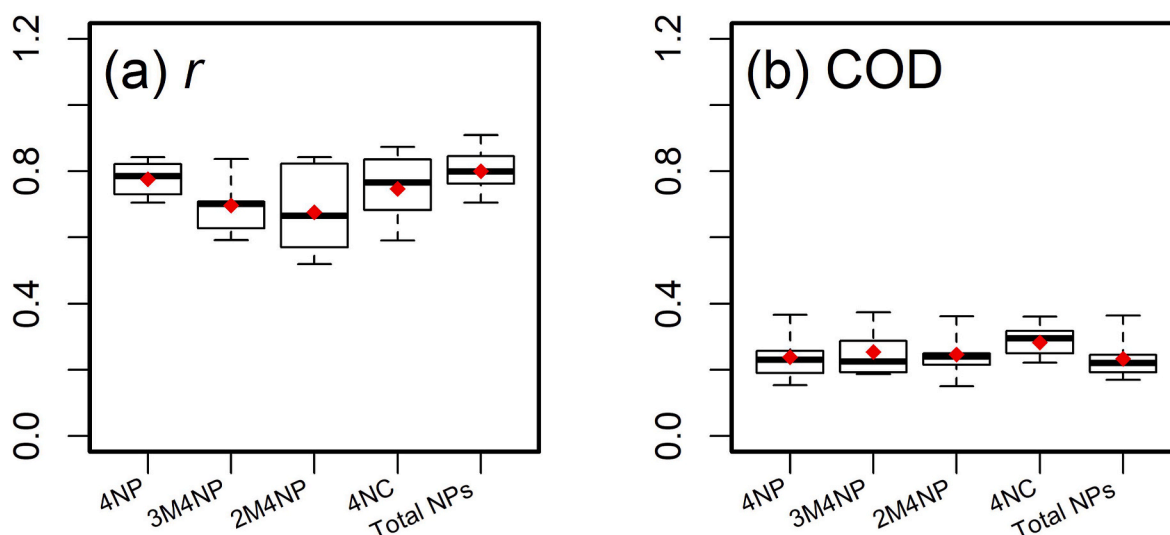 (a) r
1.2
0.8
0.4
0.0
4NP
3M4NP
2M4NP
4NC
Total NPs
(b) COD
1.2
0.8
0.4
0.0
4NP
3M4NP
2M4NP
4NC
Total NPs